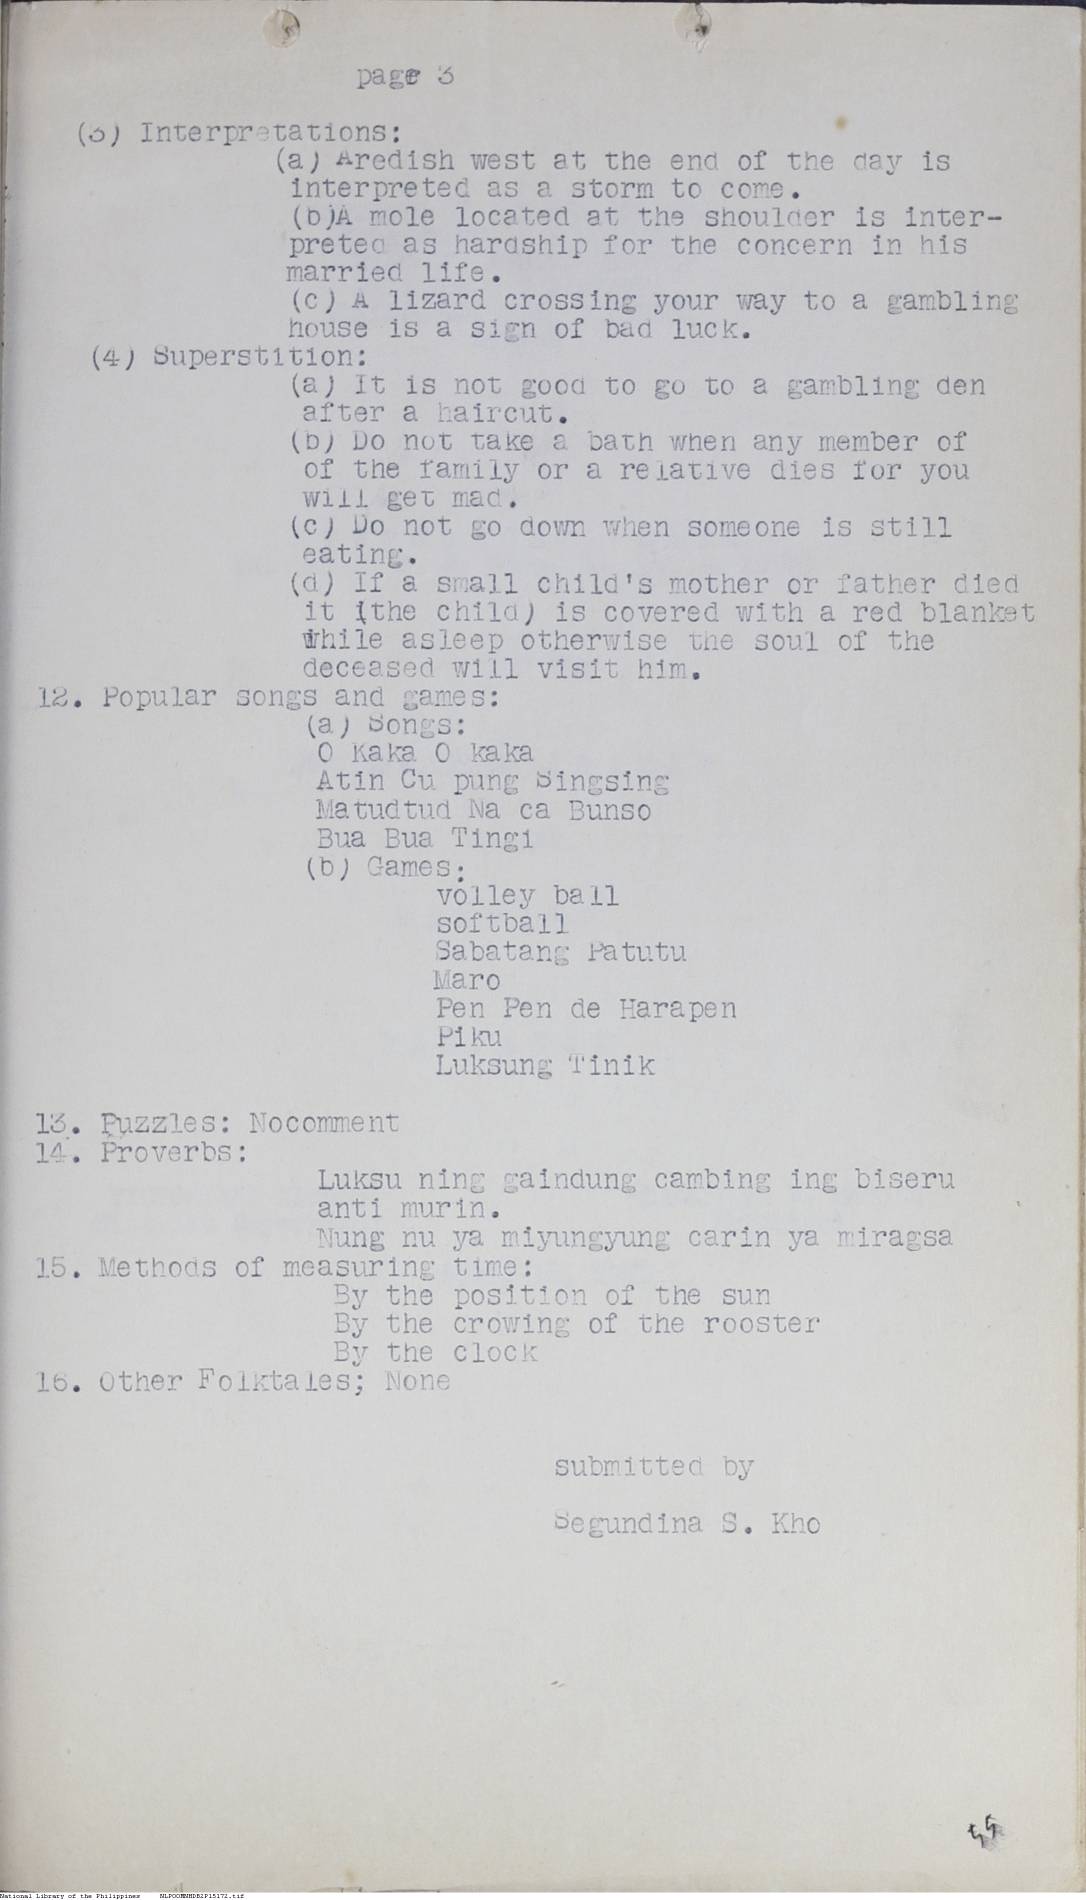 page 3
(3) Interpretations:
(a) Aredish west at the end of the day is
interpreted as a storm to come.
(b)A mole located at the shoulder is inter-
preted as hardship for the concern in his
married life.
(c) A lizard crossing your way to a gambling
house is a sign of bad luck.
(4) Superstition:
(a) It is not good to go to a gambling den
after a haircut.
(b) Do not take a bath when any member of
of the family or a relative dies for you
will get mad.
(c) Do not go down when someone is still
eating.
(d) If a small child's mother or father died
it (the child) is covered with a red blanket
while asleep otherwise the soul of the
deceased will visit him.
12. Popular songs and games:
(a) Songs:
O Kaka O kaka
Atin Cu pung Singsing
Matudtud Na ca Bunso
Bua Bua Tingi
(b) Games:
volley ball
softball
Sabatang Patutu
Maro
Pen Pen de Harapen
Piku
Luksung Tinik
13. Puzzles: Nocomment
14. Proverbs:
Luksu ning gaindung cambing ing biseru
anti murin.
Nung nu ya miyungyung carin ya miragsa
15. Methods of measuring time:
By the position of the sun
By the crowing of the rooster
By the clock
16. Other Folktales; None
submitted by
Segundina S. Kho
National Library of the Philippines NLPOOMNHDB2P15172.tif